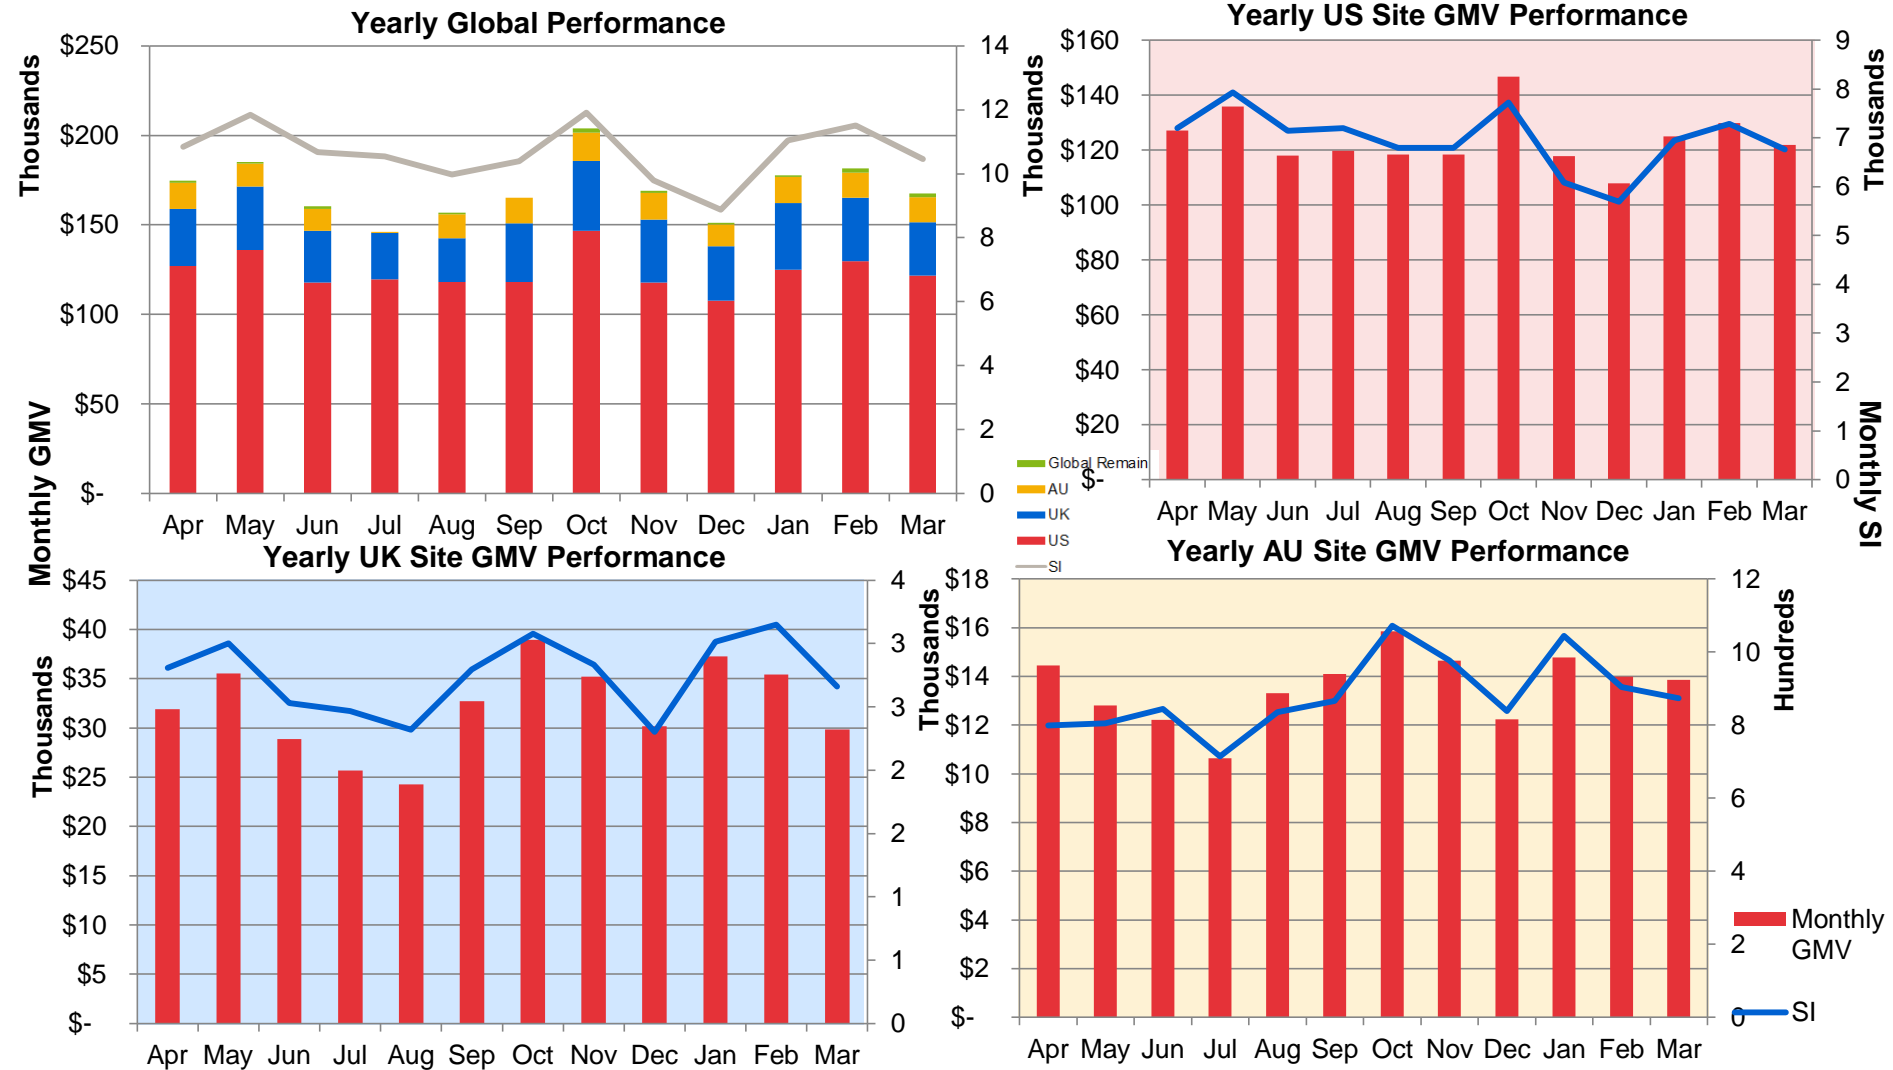 Yearly Global Performance
Thousands
Monthly GMV
$250
$200
$150
$100
$50
$-
14
12
10
8
6
4
2
0
Thousands
Apr May Jun Jul Aug Sep Oct Nov Dec Jan Feb Mar
Global Remain
AU
UK
US
SI
Yearly US Site GMV Performance
$160
$140
$120
$100
$80
$60
$40
$20
$-
9
8
7
6
5
4
3
2
1
0
Thousands
Monthly SI
Apr May Jun Jul Aug Sep Oct Nov Dec Jan Feb Mar
Yearly UK Site GMV Performance
Thousands
$45
$40
$35
$30
$25
$20
$15
$10
$5
$-
4
3
3
2
2
1
1
0
Thousands
Apr May Jun Jul Aug Sep Oct Nov Dec Jan Feb Mar
Yearly AU Site GMV Performance
$18
$16
$14
$12
$10
$8
$6
$4
$2
$-
12
10
8
6
4
2
0
Hundreds
Apr May Jun Jul Aug Sep Oct Nov Dec Jan Feb Mar
Monthly
GMV
SI